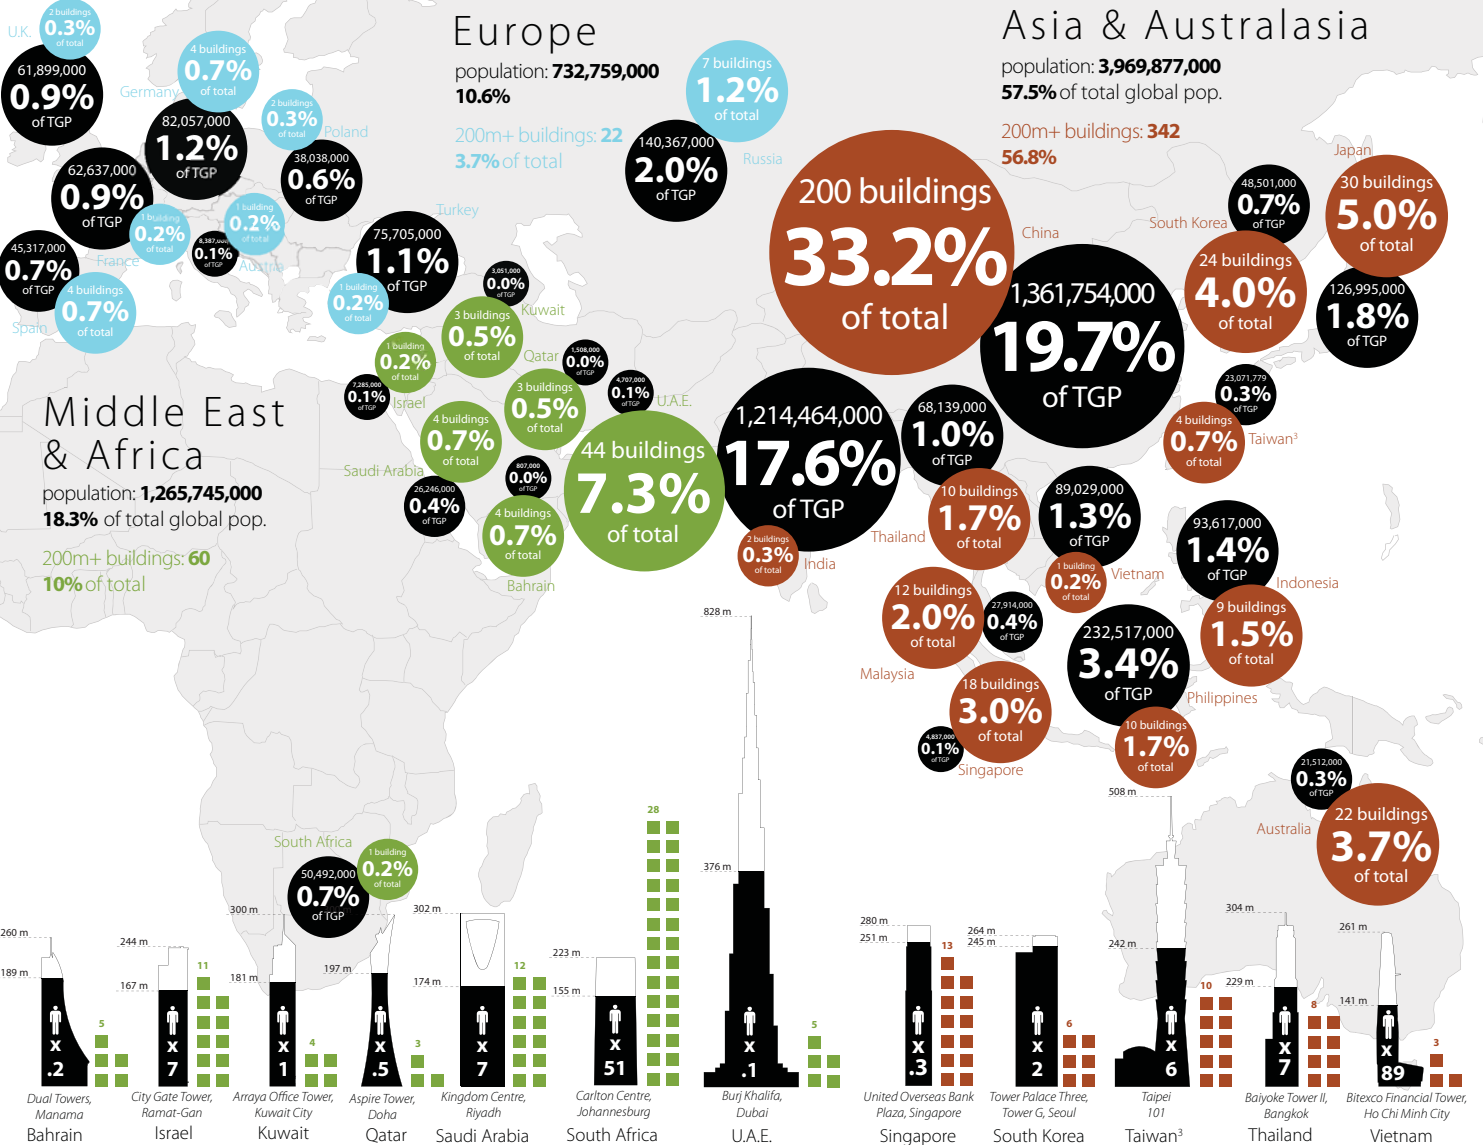 Europe
population: 732,759,000
10.6%
200m+ buildings: 22
3.7% of total
Asia & Australasia
population: 3,969,877,000
57.5% of total global pop.
200m+ buildings: 342
56.8%
Middle East
& Africa
population: 1,265,745,000
18.3% of total global pop.
200m+ buildings: 60
10% of total
U.K.
2 buildings
0.3%
of total
61,899,000
0.9%
of TGP
Germany
4 buildings
0.7%
of total
82,057,000
1.2%
of TGP
2 buildings
0.3%
of total
Poland
38,038,000
0.6%
of TGP
62,637,000
0.9%
of TGP
1 building
0.2%
of total
France
1 building
0.2%
of total
0.1%
of TGP
Austria
45,317,000
0.7%
of TGP
4 buildings
0.7%
of total
Spain
7 buildings
1.2%
of total
140,367,000
2.0%
of TGP
Russia
Turkey
75,705,000
1.1%
of TGP
1 building
0.2%
of total
3,051,000
0.0%
of TGP
Kuwait
3 buildings
0.5%
of total
1 building
0.2%
of total
7,285,000
0.1%
of TGP
Israel
Qatar
1,508,000
0.0%
of TGP
3 buildings
0.5%
of total
4,707,000
0.1%
of TGP
U.A.E.
44 buildings
7.3%
of total
4 buildings
0.7%
of total
Saudi Arabia
26,246,000
0.4%
of TGP
807,000
0.0%
of TGP
4 buildings
0.7%
of total
Bahrain
South Africa
1 building
0.2%
of total
50,492,000
0.7%
of TGP
200 buildings
33.2%
of total
China
1,361,754,000
19.7%
of TGP
1,214,464,000
17.6%
of TGP
2 buildings
0.3%
of total
India
Japan
30 buildings
5.0%
of total
126,995,000
1.8%
of TGP
48,501,000
0.7%
of TGP
South Korea
24 buildings
4.0%
of total
23,071,779
0.3%
of TGP
4 buildings
0.7%
of total
Taiwan3
68,139,000
1.0%
of TGP
10 buildings
1.7%
of total
Thailand
89,029,000
1.3%
of TGP
1 building
0.2%
of total
Vietnam
93,617,000
1.4%
of TGP
Indonesia
9 buildings
1.5%
of total
12 buildings
2.0%
of total
27,914,000
0.4%
of TGP
Malaysia
232,517,000
3.4%
of TGP
Philippines
10 buildings
1.7%
of total
18 buildings
3.0%
of total
4,837,000
0.1%
of TGP
Singapore
21,512,000
0.3%
of TGP
Australia
22 buildings
3.7%
of total
260 m
189 m
x
.2
5
Dual Towers,
Manama
Bahrain
244 m
167 m
x
7
11
City Gate Tower,
Ramat-Gan
Israel
300 m
181 m
x
1
4
Arraya Office Tower,
Kuwait City
Kuwait
197 m
x
.5
3
Aspire Tower,
Doha
Qatar
302 m
174 m
x
7
12
Kingdom Centre,
Riyadh
Saudi Arabia
223 m
155 m
x
51
28
Carlton Centre,
Johannesburg
South Africa
828 m
376 m
x
.1
5
Burj Khalifa,
Dubai
U.A.E.
280 m
251 m
x
.3
13
United Overseas Bank
Plaza, Singapore
Singapore
264 m
245 m
x
2
6
Tower Palace Three,
Tower G, Seoul
South Korea
508 m
242 m
x
6
10
Taipei
101
Taiwan3
304 m
229 m
x
7
8
Baiyoke Tower II,
Bangkok
Thailand
261 m
141 m
x
89
3
Bitexco Financial Tower,
Ho Chi Minh City
Vietnam